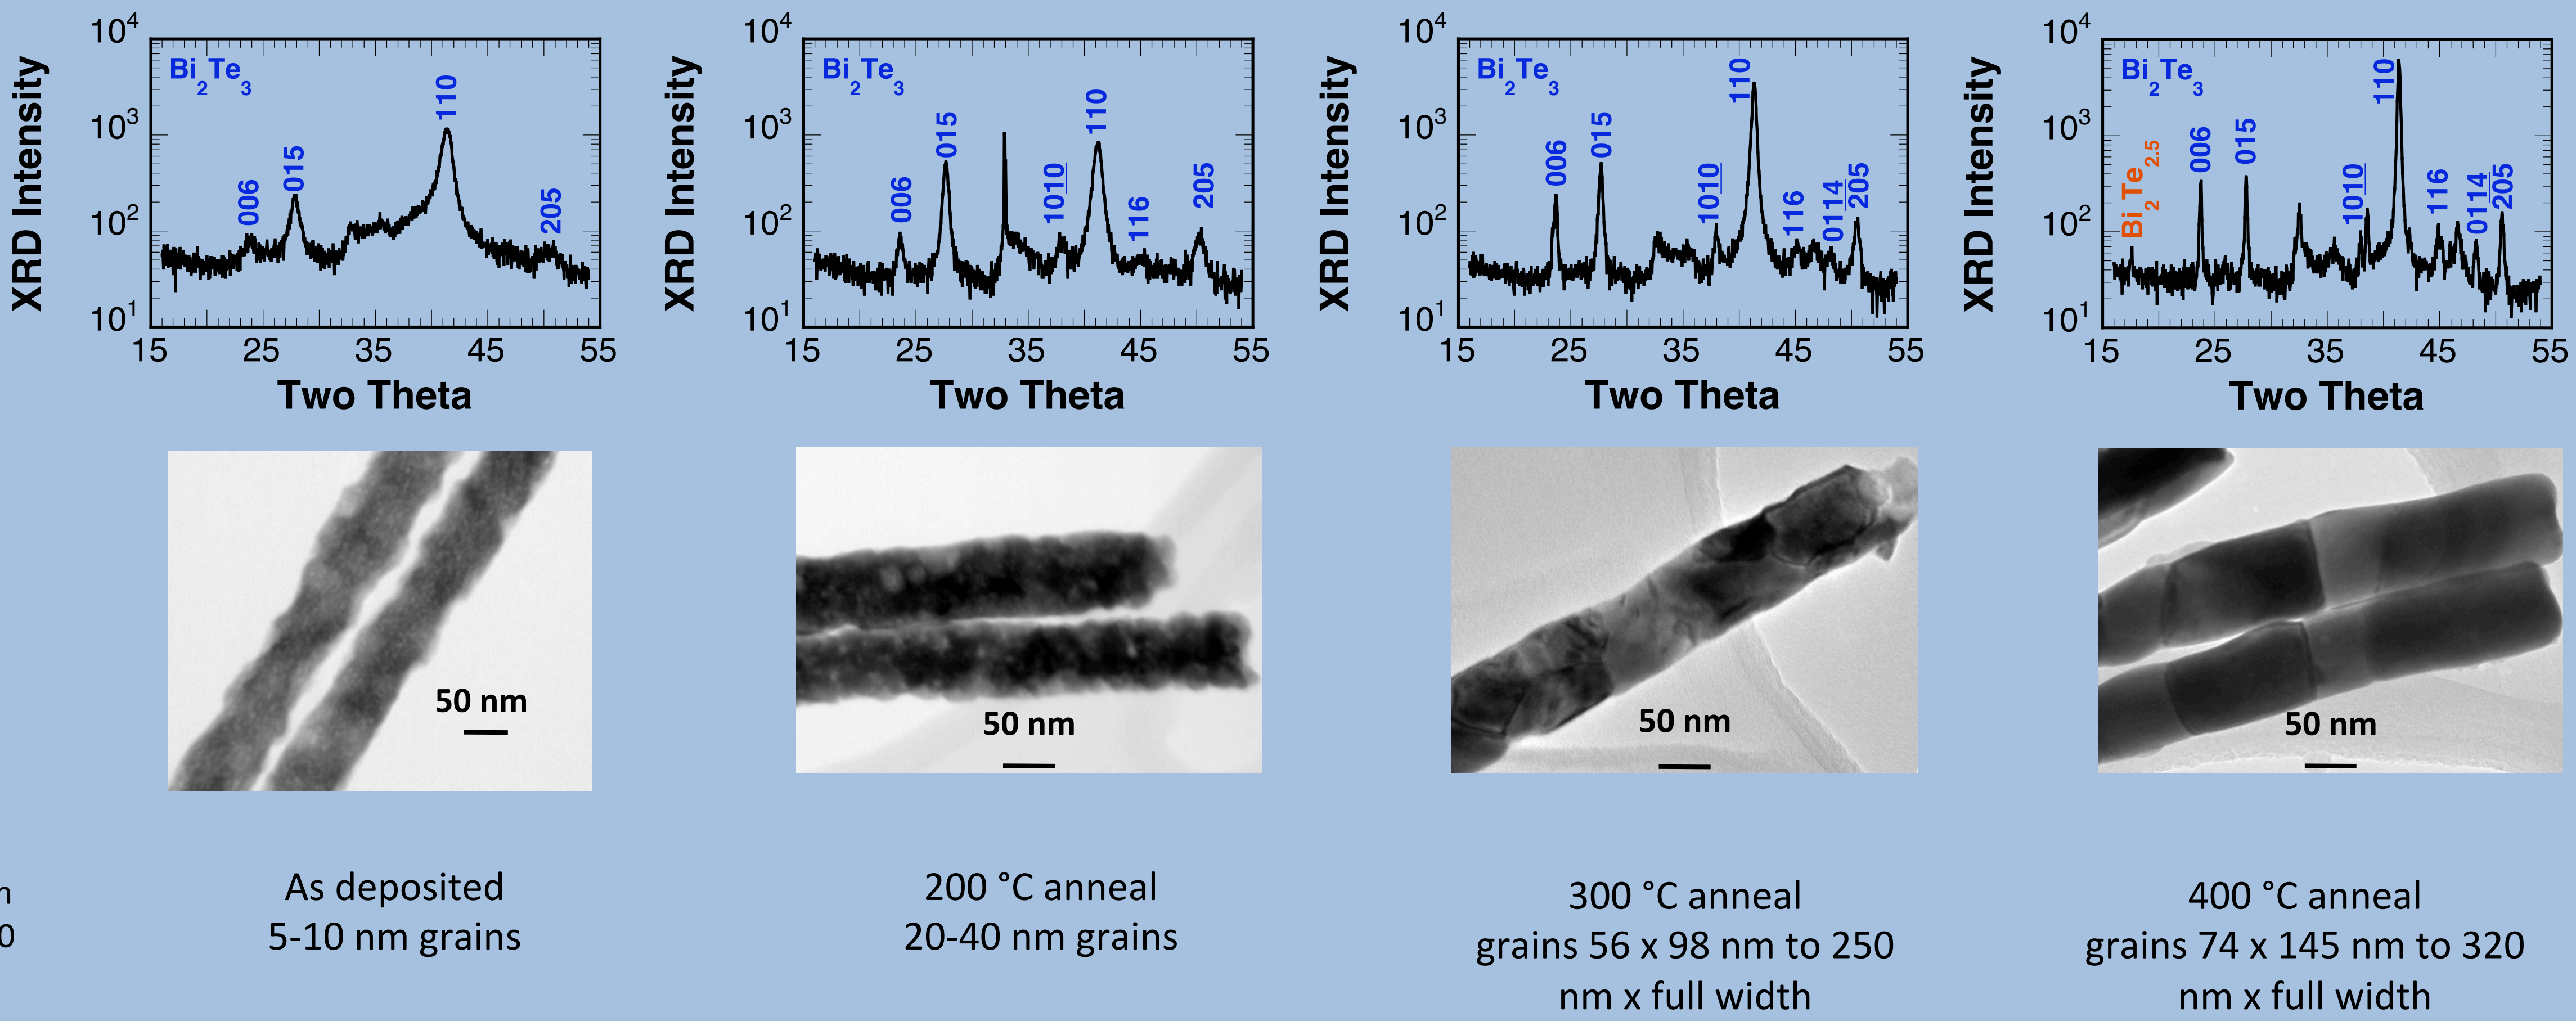 10⁴
10³
10²
10¹
XRD Intensity
Bi₂Te₃
006
015
110
205
15 25 35 45 55
Two Theta
10⁴
10³
10²
10¹
XRD Intensity
Bi₂Te₃
006
015
1010
110
116
205
15 25 35 45 55
Two Theta
10⁴
10³
10²
10¹
XRD Intensity
Bi₂Te₃
006
015
1010
110
116
0114
205
15 25 35 45 55
Two Theta
10⁴
10³
10²
10¹
XRD Intensity
Bi₂Te₃
Bi₂Te₂.₅
006
015
1010
110
116
0114
205
15 25 35 45 55
Two Theta
50 nm
50 nm
50 nm
50 nm
As deposited
5-10 nm grains
200 °C anneal
20-40 nm grains
300 °C anneal
grains 56 x 98 nm to 250
nm x full width
400 °C anneal
grains 74 x 145 nm to 320
nm x full width